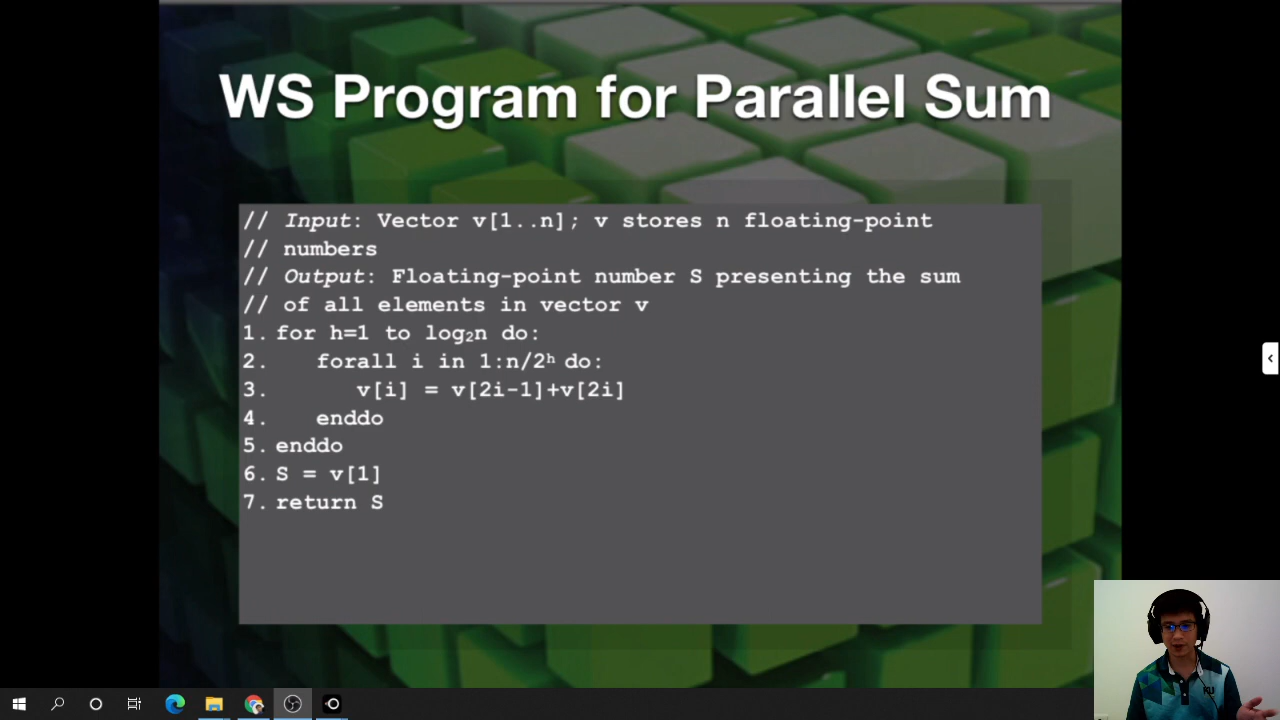 WS Program for Parallel Sum
// Input: Vector v[1..n]; v stores n floating-point
// numbers
// Output: Floating-point number S presenting the sum
// of all elements in vector v
1. for h=1 to log₂n do:
2. forall i in 1:n/2ʰ do:
3. v[i] = v[2i-1]+v[2i]
4. enddo
5. enddo
6. S = v[1]
7. return S